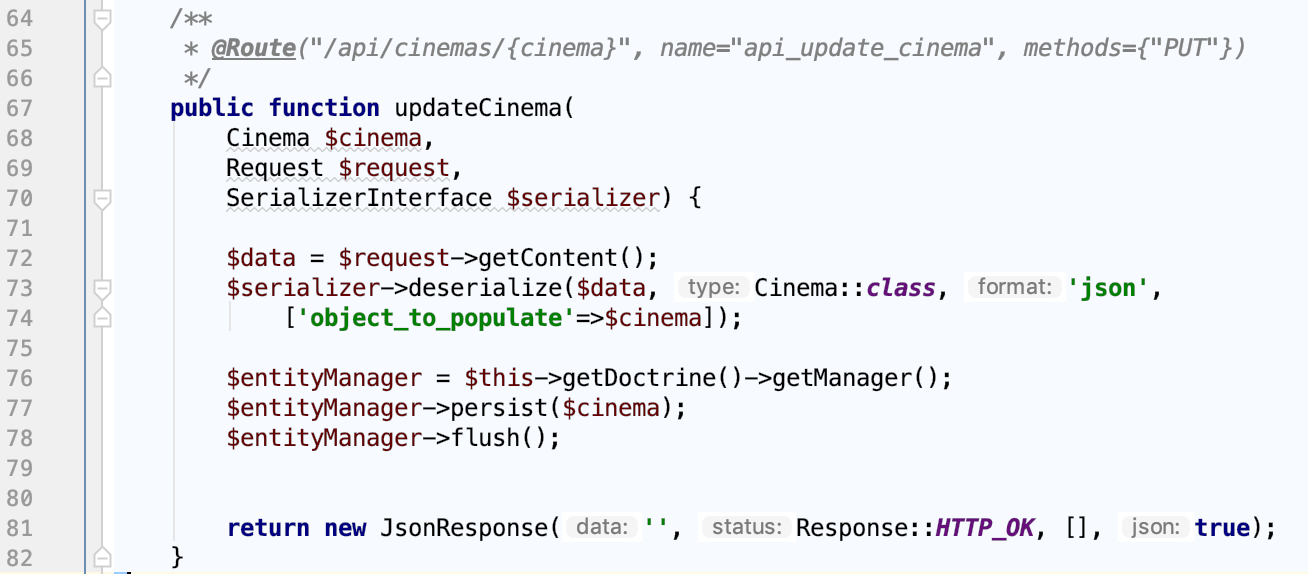 64 /**
65 * @Route("/api/cinemas/{cinema}", name="api_update_cinema", methods={"PUT"})
66 */
67 public function updateCinema(
68 Cinema $cinema,
69 Request $request,
70 SerializerInterface $serializer) {
71
72 $data = $request->getContent();
73 $serializer->deserialize($data, type: Cinema::class, format: 'json',
74 ['object_to_populate'=>$cinema]);
75
76 $entityManager = $this->getDoctrine()->getManager();
77 $entityManager->persist($cinema);
78 $entityManager->flush();
79
80
81 return new JsonResponse( data: '', status: Response::HTTP_OK, [], json: true);
82 }